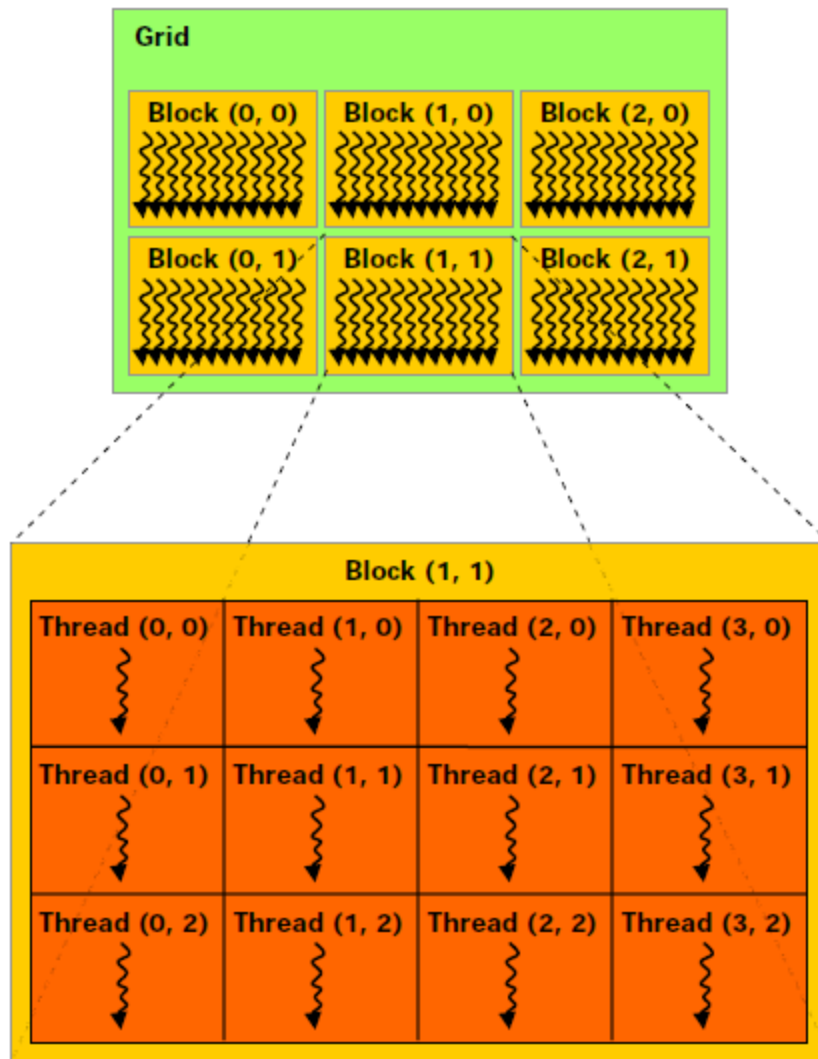 Grid
Block (0, 0) Block (1, 0) Block (2, 0)
Block (0, 1) Block (1, 1) Block (2, 1)
Block (1, 1)
Thread (0, 0) Thread (1, 0) Thread (2, 0) Thread (3, 0)
Thread (0, 1) Thread (1, 1) Thread (2, 1) Thread (3, 1)
Thread (0, 2) Thread (1, 2) Thread (2, 2) Thread (3, 2)